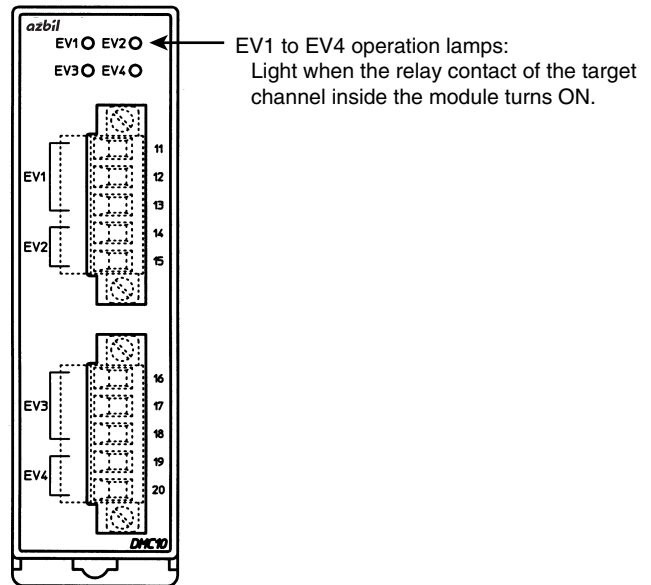 azbil
EV1 EV2
EV3 EV4
EV1 to EV4 operation lamps:
Light when the relay contact of the target
channel inside the module turns ON.
11
EV1
12
13
14
EV2
15
16
EV3
17
18
19
EV4
20
DMC10